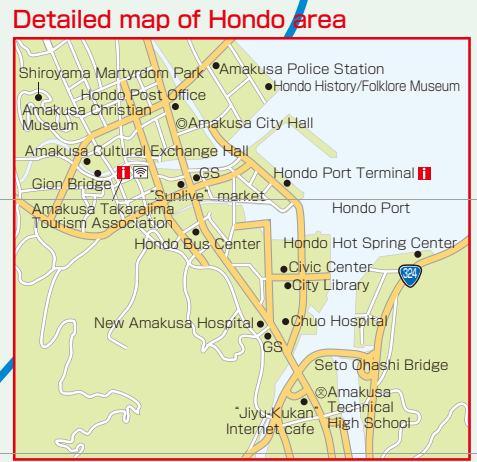 Detailed map of Hondo area
Amakusa Police Station
Shiroyama Martyrdom Park
Hondo History/Folklore Museum
Hondo Post Office
Amakusa Christian
Museum
Amakusa City Hall
Amakusa Cultural Exchange Hall
GS
Hondo Port Terminal i
i
Gion Bridge
"Sunlive" market
Amakusa Takarajima
Tourism Association
Hondo Port
Hondo Bus Center
Hondo Hot Spring Center
Civic Center
324
City Library
New Amakusa Hospital
Chuo Hospital
GS
Seto Ohashi Bridge
Amakusa
Technical
High School
"Jiyu-Kukan"
Internet cafe